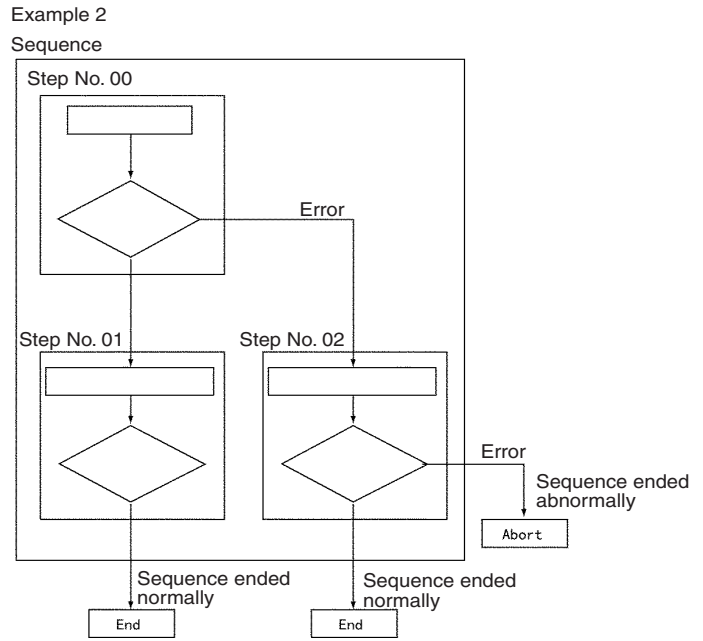 Example 2
Sequence
Step No. 00
Error
Step No. 01
Step No. 02
Error
Sequence ended
abnormally
Abort
Sequence ended
normally
Sequence ended
normally
End
End